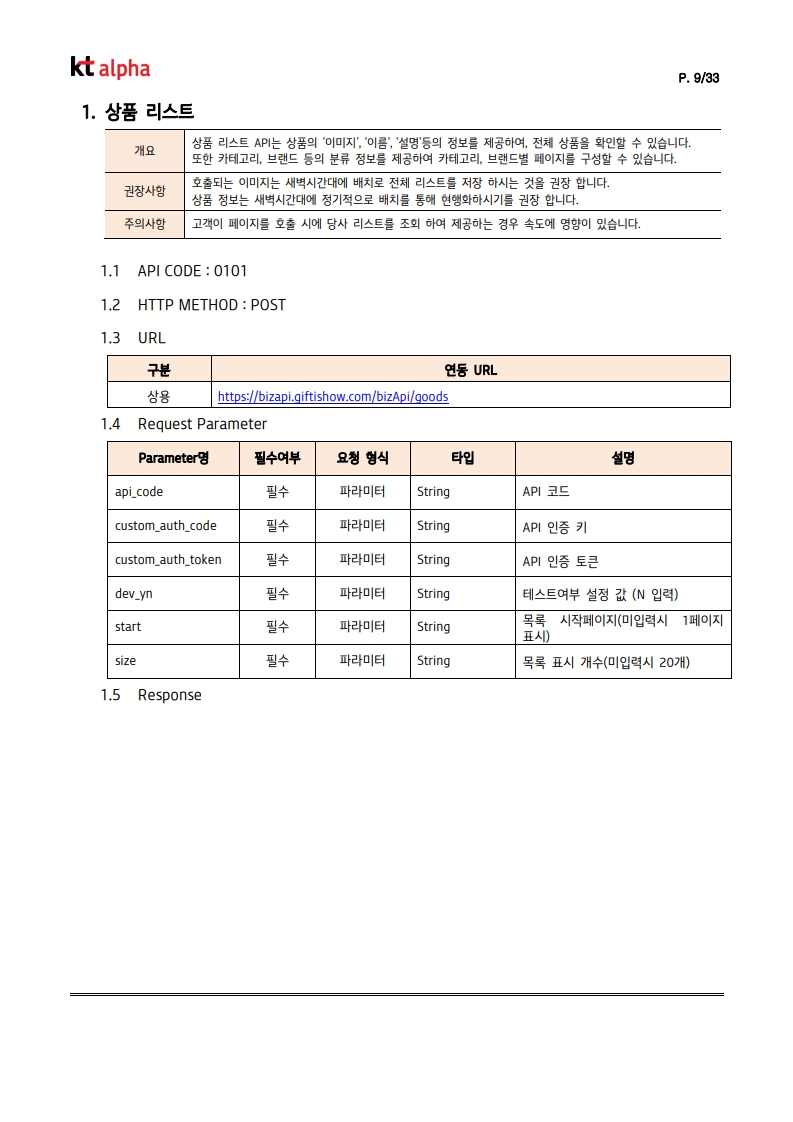 kt alpha
P. 9/33
1. 상품 리스트
개요
상품 리스트 API는 상품의 '이미지', '이름', '설명'등의 정보를 제공하여, 전체 상품을 확인할 수 있습니다.
또한 카테고리, 브랜드 등의 분류 정보를 제공하여 카테고리, 브랜드별 페이지를 구성할 수 있습니다.
권장사항
호출되는 이미지는 새벽시간대에 배치로 전체 리스트를 저장 하시는 것을 권장 합니다.
상품 정보는 새벽시간대에 정기적으로 배치를 통해 현행화하시기를 권장 합니다.
주의사항
고객이 페이지를 호출 시에 당사 리스트를 조회 하여 제공하는 경우 속도에 영향이 있습니다.
1.1 API CODE : 0101
1.2 HTTP METHOD : POST
1.3 URL
구분 연동 URL
상용 https://bizapi.giftishow.com/bizApi/goods
1.4 Request Parameter
Parameter명 필수여부 요청 형식 타입 설명
api_code 필수 파라미터 String API 코드
custom_auth_code 필수 파라미터 String API 인증 키
custom_auth_token 필수 파라미터 String API 인증 토큰
dev_yn 필수 파라미터 String 테스트여부 설정 값 (N 입력)
start 필수 파라미터 String 목록 시작페이지(미입력시 1페이지
표시)
size 필수 파라미터 String 목록 표시 개수(미입력시 20개)
1.5 Response